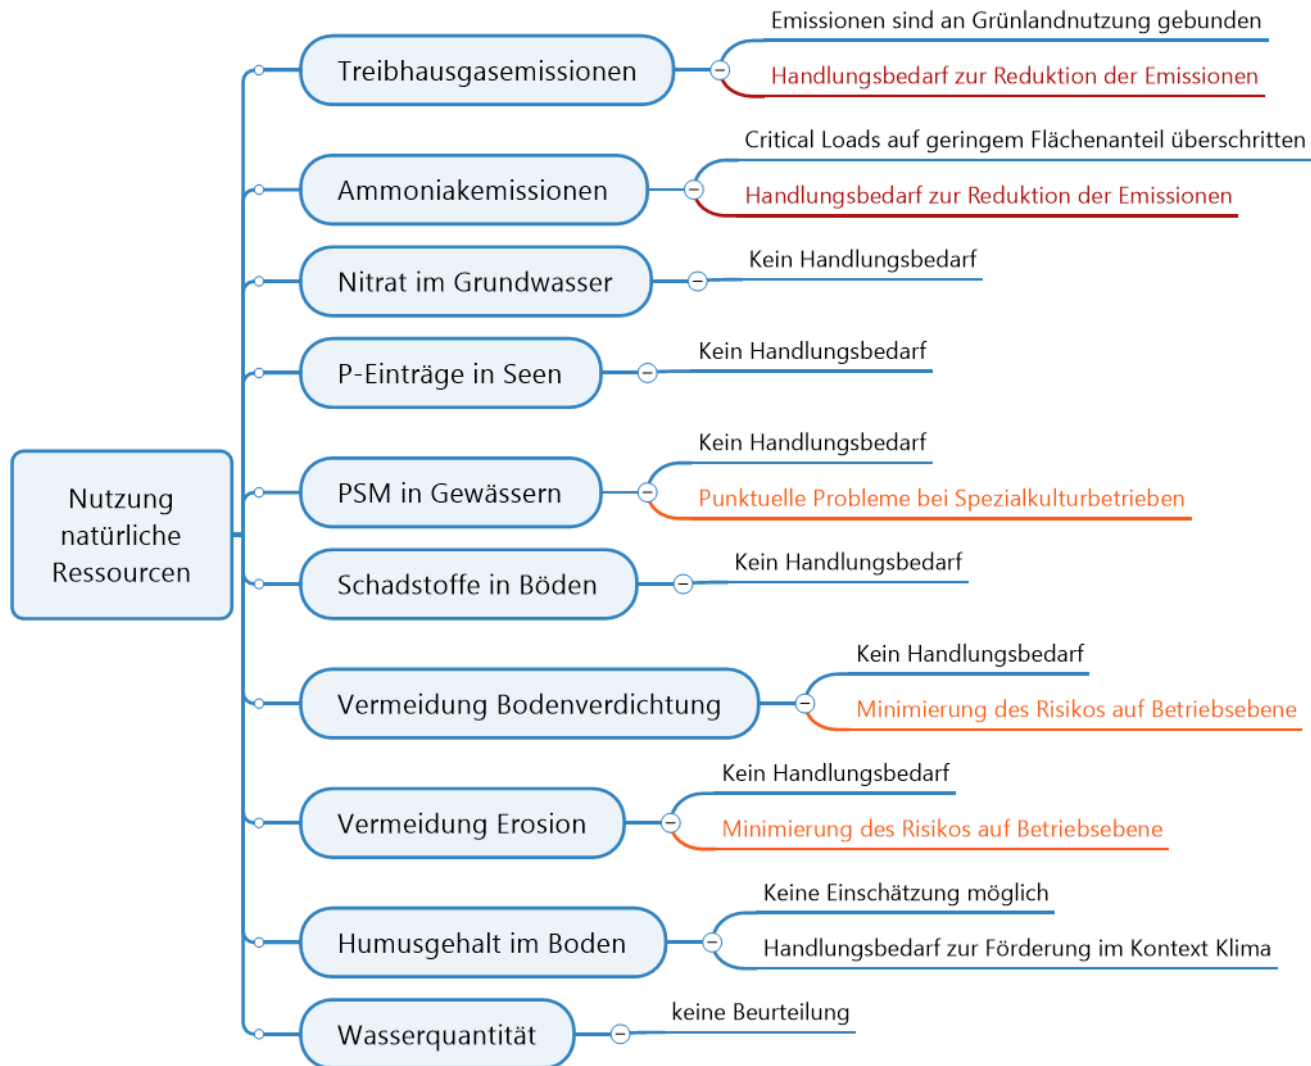 Nutzung
natürliche
Ressourcen
Treibhausgasemissionen
Emissionen sind an Grünlandnutzung gebunden
Handlungsbedarf zur Reduktion der Emissionen
Ammoniakemissionen
Critical Loads auf geringem Flächenanteil überschritten
Handlungsbedarf zur Reduktion der Emissionen
Nitrat im Grundwasser
Kein Handlungsbedarf
P-Einträge in Seen
Kein Handlungsbedarf
PSM in Gewässern
Kein Handlungsbedarf
Punktuelle Probleme bei Spezialkulturbetrieben
Schadstoffe in Böden
Kein Handlungsbedarf
Vermeidung Bodenverdichtung
Kein Handlungsbedarf
Minimierung des Risikos auf Betriebsebene
Vermeidung Erosion
Kein Handlungsbedarf
Minimierung des Risikos auf Betriebsebene
Humusgehalt im Boden
Keine Einschätzung möglich
Handlungsbedarf zur Förderung im Kontext Klima
Wasserquantität
keine Beurteilung